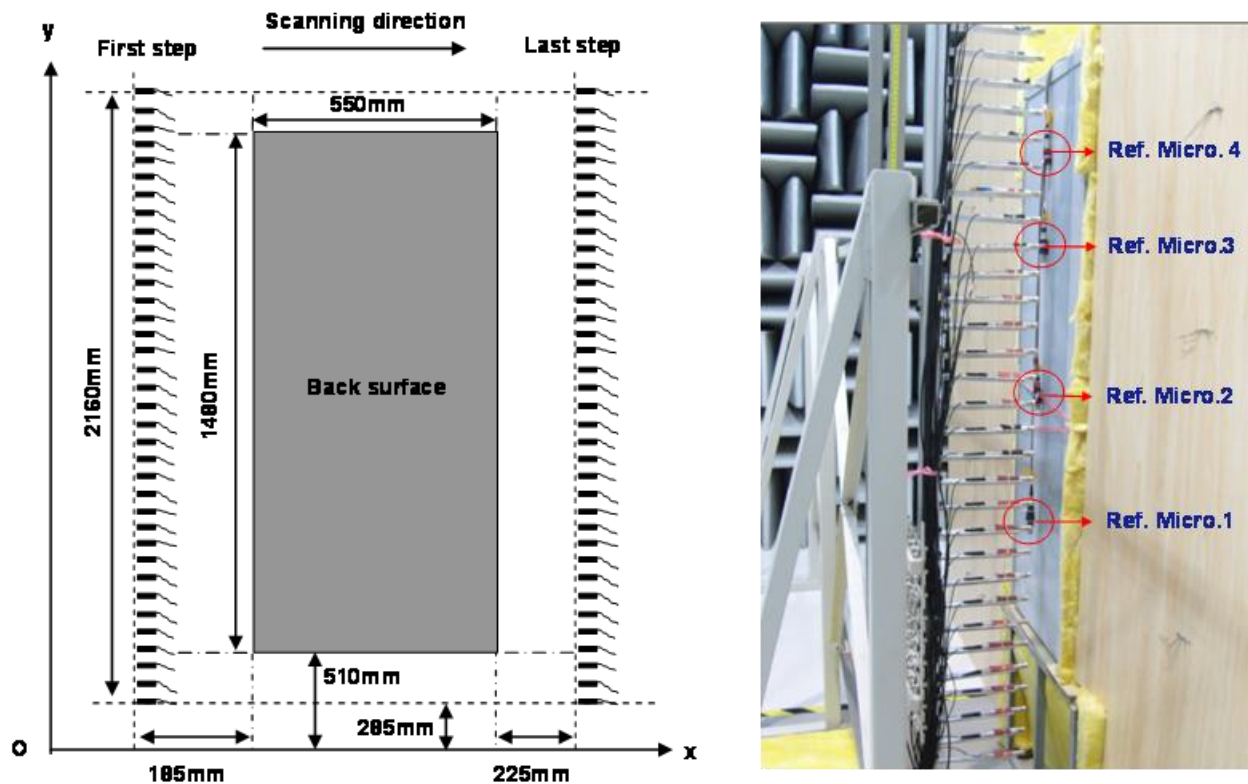 y
Scanning direction
First step
Last step
550mm
2160mm
1480mm
Back surface
510mm
285mm
O
x
185mm
225mm
Ref. Micro. 4
Ref. Micro.3
Ref. Micro.2
Ref. Micro.1